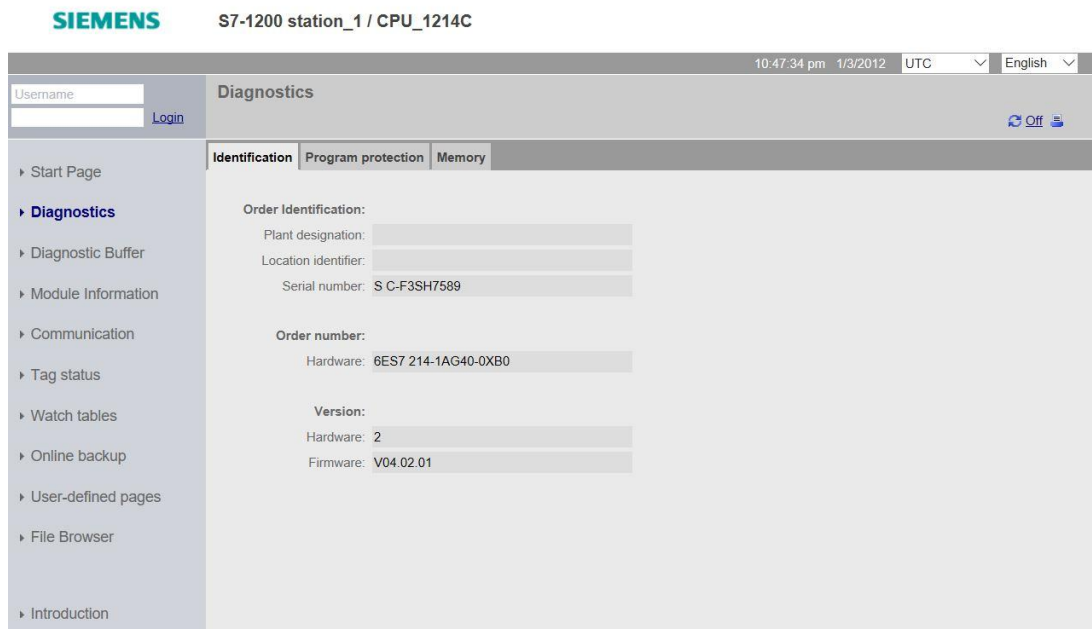 SIEMENS S7-1200 station_1 / CPU_1214C
10:47:34 pm 1/3/2012 UTC English
Username
Login
Diagnostics
Off
Start Page
Diagnostics
Diagnostic Buffer
Module Information
Communication
Tag status
Watch tables
Online backup
User-defined pages
File Browser
Introduction
Identification Program protection Memory
Order Identification:
Plant designation:
Location identifier:
Serial number: S C-F3SH7589
Order number:
Hardware: 6ES7 214-1AG40-0XB0
Version:
Hardware: 2
Firmware: V04.02.01